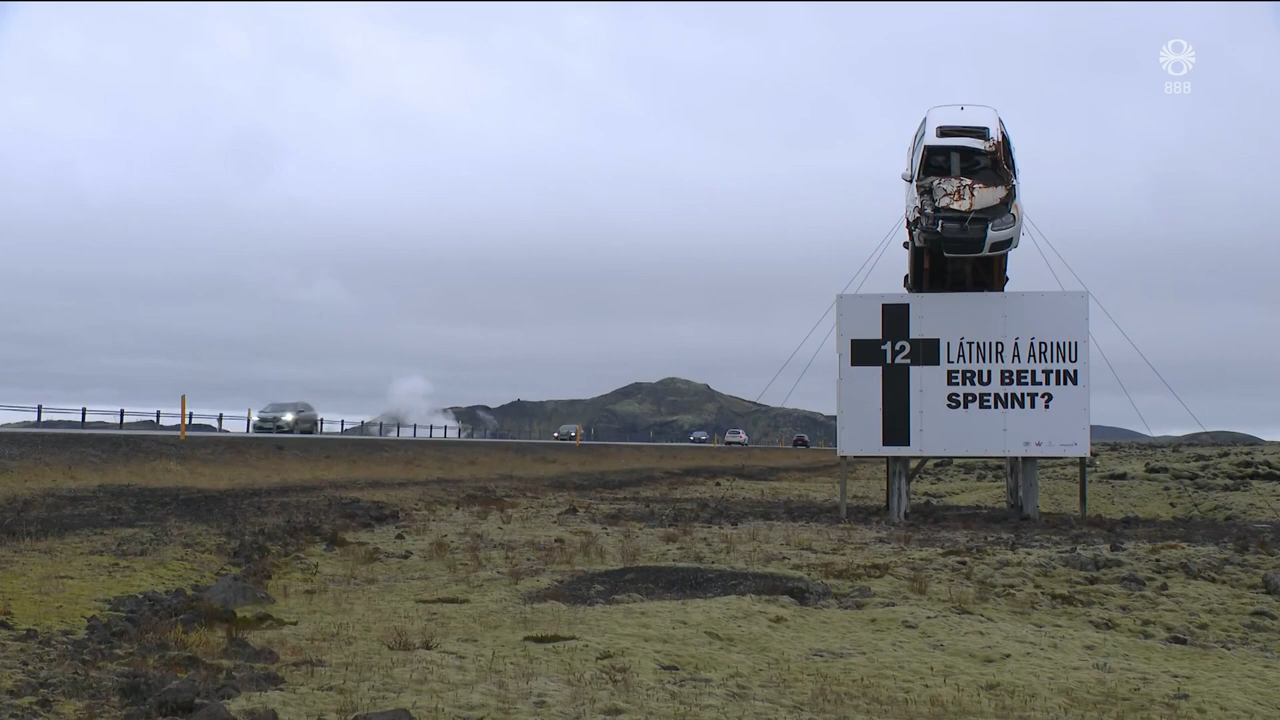 888
12
LÁTNIR Á ÁRINU
ERU BELTIN
SPENNT?